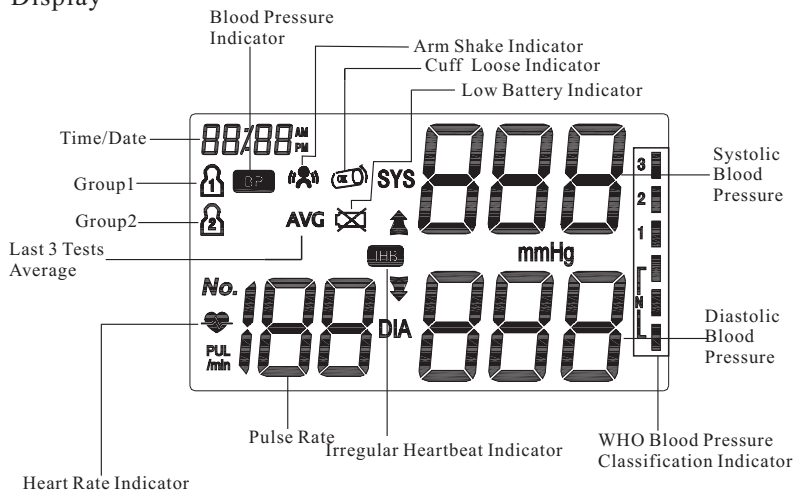 Display
Blood Pressure
Indicator
Arm Shake Indicator
Cuff Loose Indicator
Low Battery Indicator
Time/Date
88/88 AM
PM
Group1
1
BP
OK
SYS
888
3
2
1
N
Systolic
Blood
Pressure
Group2
2
AVG
Last 3 Tests
Average
IHB
mmHg
No.
188
DIA
888
PUL
/min
Diastolic
Blood
Pressure
Pulse Rate
Irregular Heartbeat Indicator
WHO Blood Pressure
Classification Indicator
Heart Rate Indicator